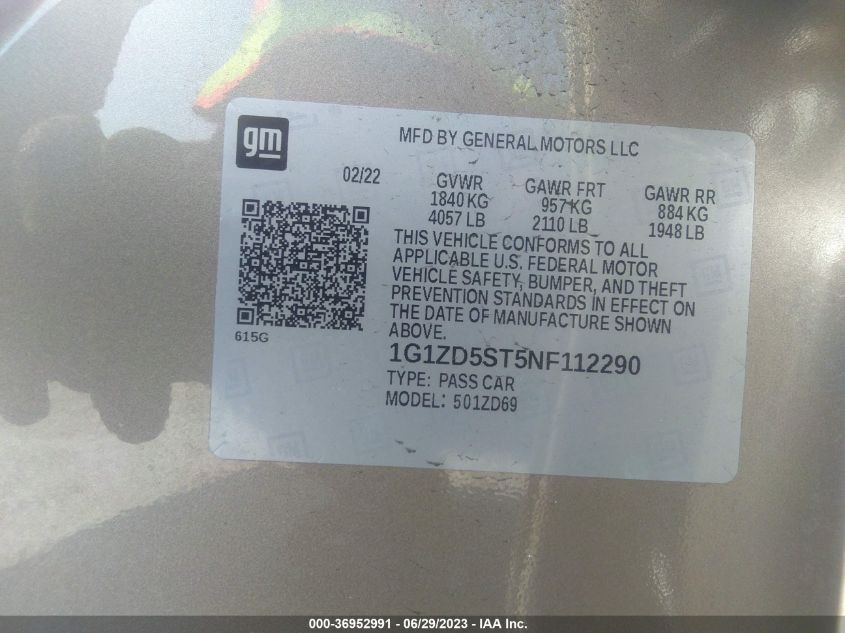 gm
MFD BY GENERAL MOTORS LLC
02/22
GVWR GAWR FRT GAWR RR
1840 KG 957 KG 884 KG
4057 LB 2110 LB 1948 LB
THIS VEHICLE CONFORMS TO ALL
APPLICABLE U.S. FEDERAL MOTOR
VEHICLE SAFETY, BUMPER, AND THEFT
PREVENTION STANDARDS IN EFFECT ON
THE DATE OF MANUFACTURE SHOWN
ABOVE.
615G
1G1ZD5ST5NF112290
TYPE: PASS CAR
MODEL: 501ZD69
000-36952991 - 06/29/2023 - IAA Inc.